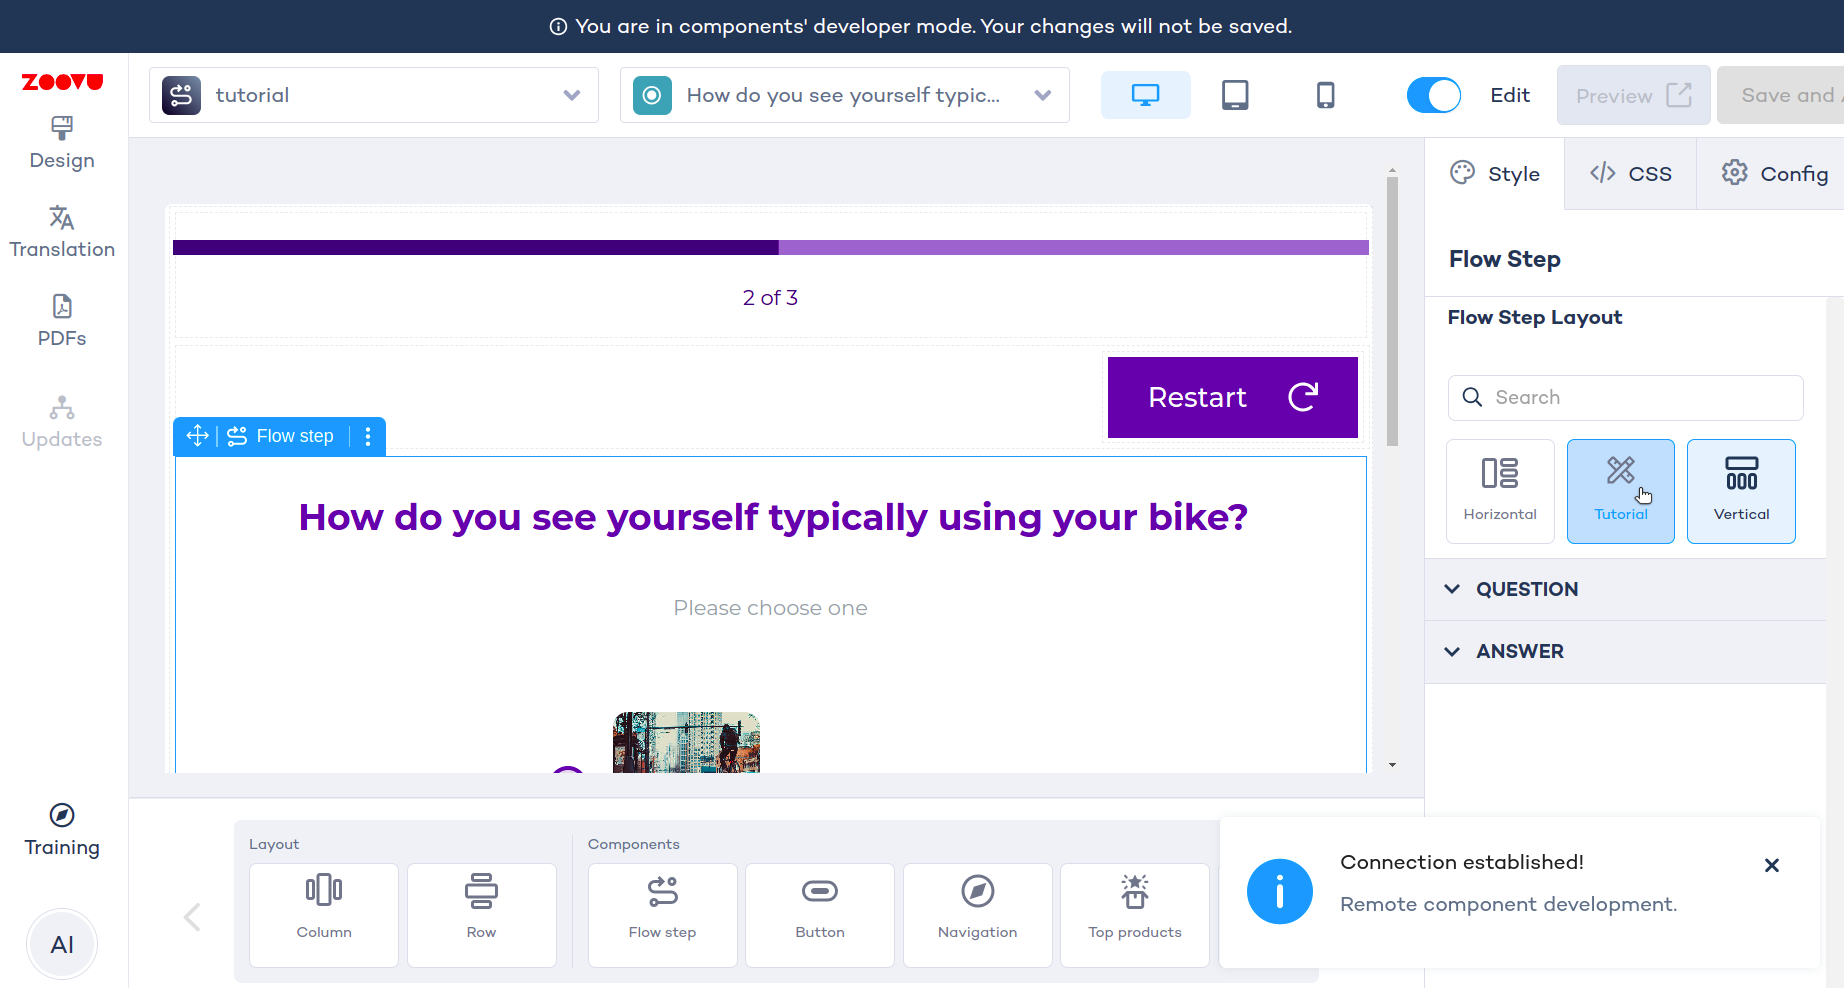 You are in components' developer mode. Your changes will not be saved.
ZOOVU
tutorial
How do you see yourself typic...
Edit
Preview
Save and
Design
Translation
PDFs
Updates
Training
AI
2 of 3
Restart
Flow step
How do you see yourself typically using your bike?
Please choose one
Style
CSS
Config
Flow Step
Flow Step Layout
Search
Horizontal
Tutorial
Vertical
QUESTION
ANSWER
Layout
Components
Column
Row
Flow step
Button
Navigation
Top products
Connection established!
Remote component development.